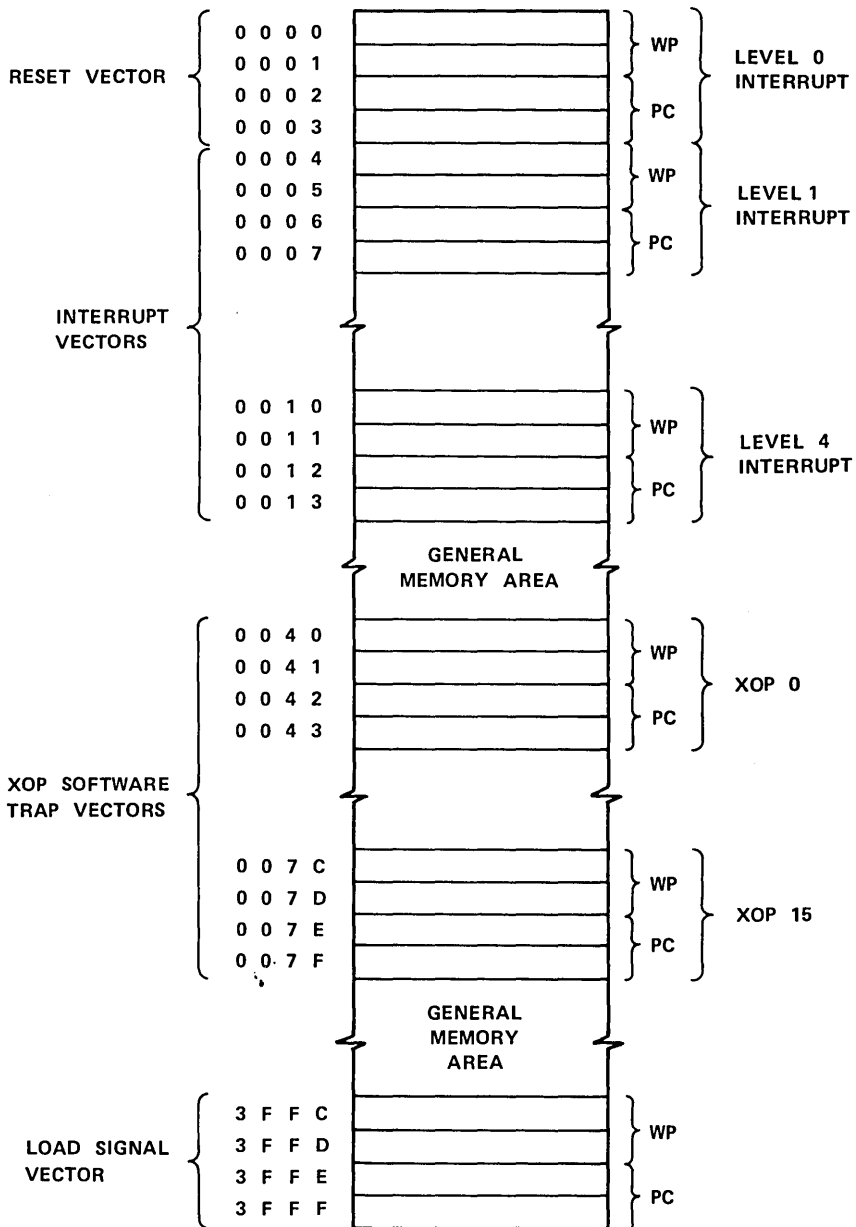 0 0 0 0
0 0 0 1
0 0 0 2
0 0 0 3
RESET VECTOR
WP
PC
LEVEL 0
INTERRUPT
0 0 0 4
0 0 0 5
0 0 0 6
0 0 0 7
WP
PC
LEVEL 1
INTERRUPT
INTERRUPT
VECTORS
0 0 1 0
0 0 1 1
0 0 1 2
0 0 1 3
WP
PC
LEVEL 4
INTERRUPT
GENERAL
MEMORY AREA
0 0 4 0
0 0 4 1
0 0 4 2
0 0 4 3
WP
PC
XOP 0
XOP SOFTWARE
TRAP VECTORS
0 0 7 C
0 0 7 D
0 0 7 E
0 0 7 F
WP
PC
XOP 15
GENERAL
MEMORY
AREA
3 F F C
3 F F D
3 F F E
3 F F F
LOAD SIGNAL
VECTOR
WP
PC